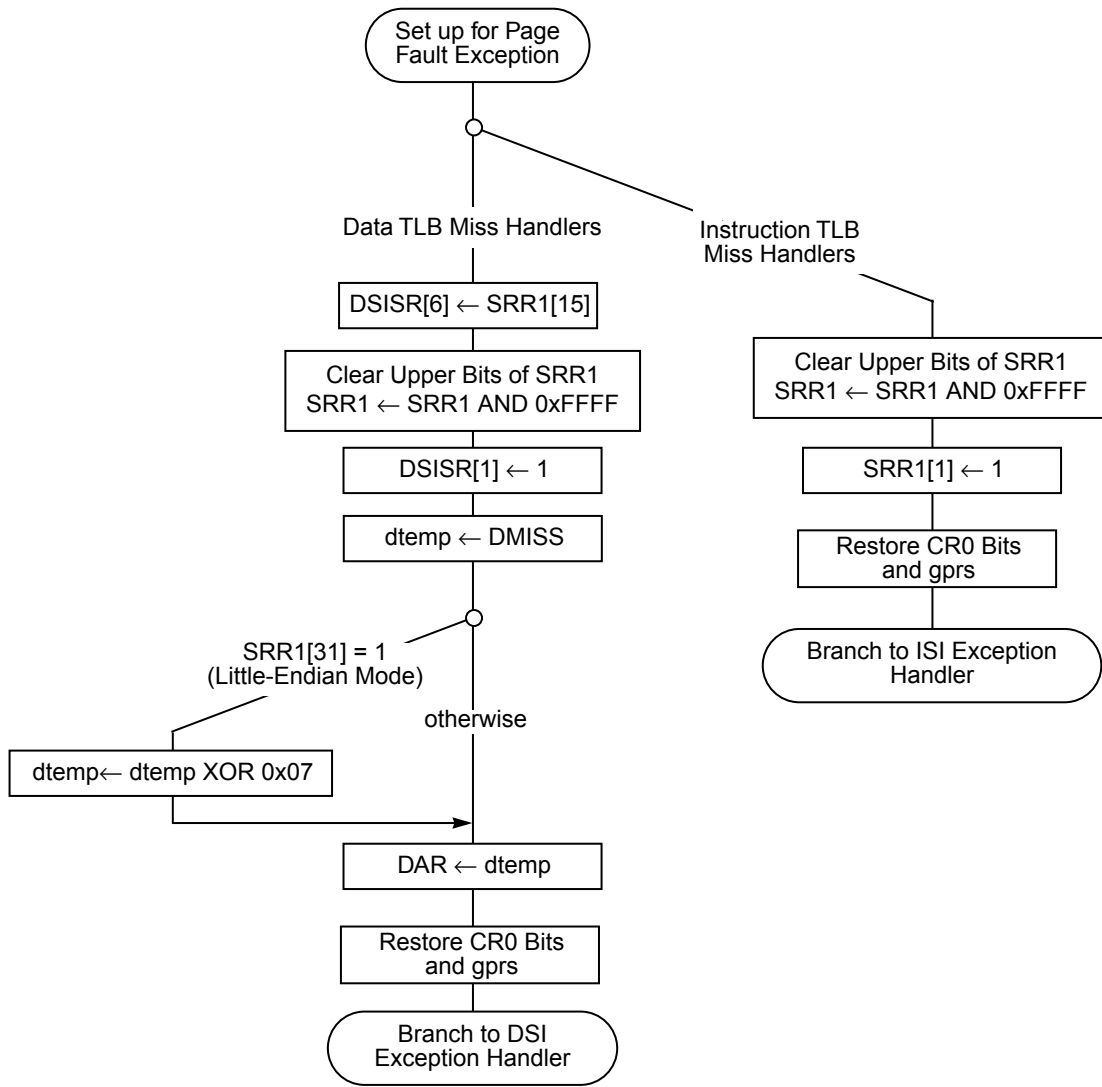 Set up for Page
Fault Exception
Data TLB Miss Handlers
Instruction TLB
Miss Handlers
DSISR[6] ← SRR1[15]
Clear Upper Bits of SRR1
SRR1 ← SRR1 AND 0xFFFF
DSISR[1] ← 1
dtemp ← DMISS
Clear Upper Bits of SRR1
SRR1 ← SRR1 AND 0xFFFF
SRR1[1] ← 1
Restore CR0 Bits
and gprs
Branch to ISI Exception
Handler
SRR1[31] = 1
(Little-Endian Mode)
otherwise
dtemp← dtemp XOR 0x07
DAR ← dtemp
Restore CR0 Bits
and gprs
Branch to DSI
Exception Handler